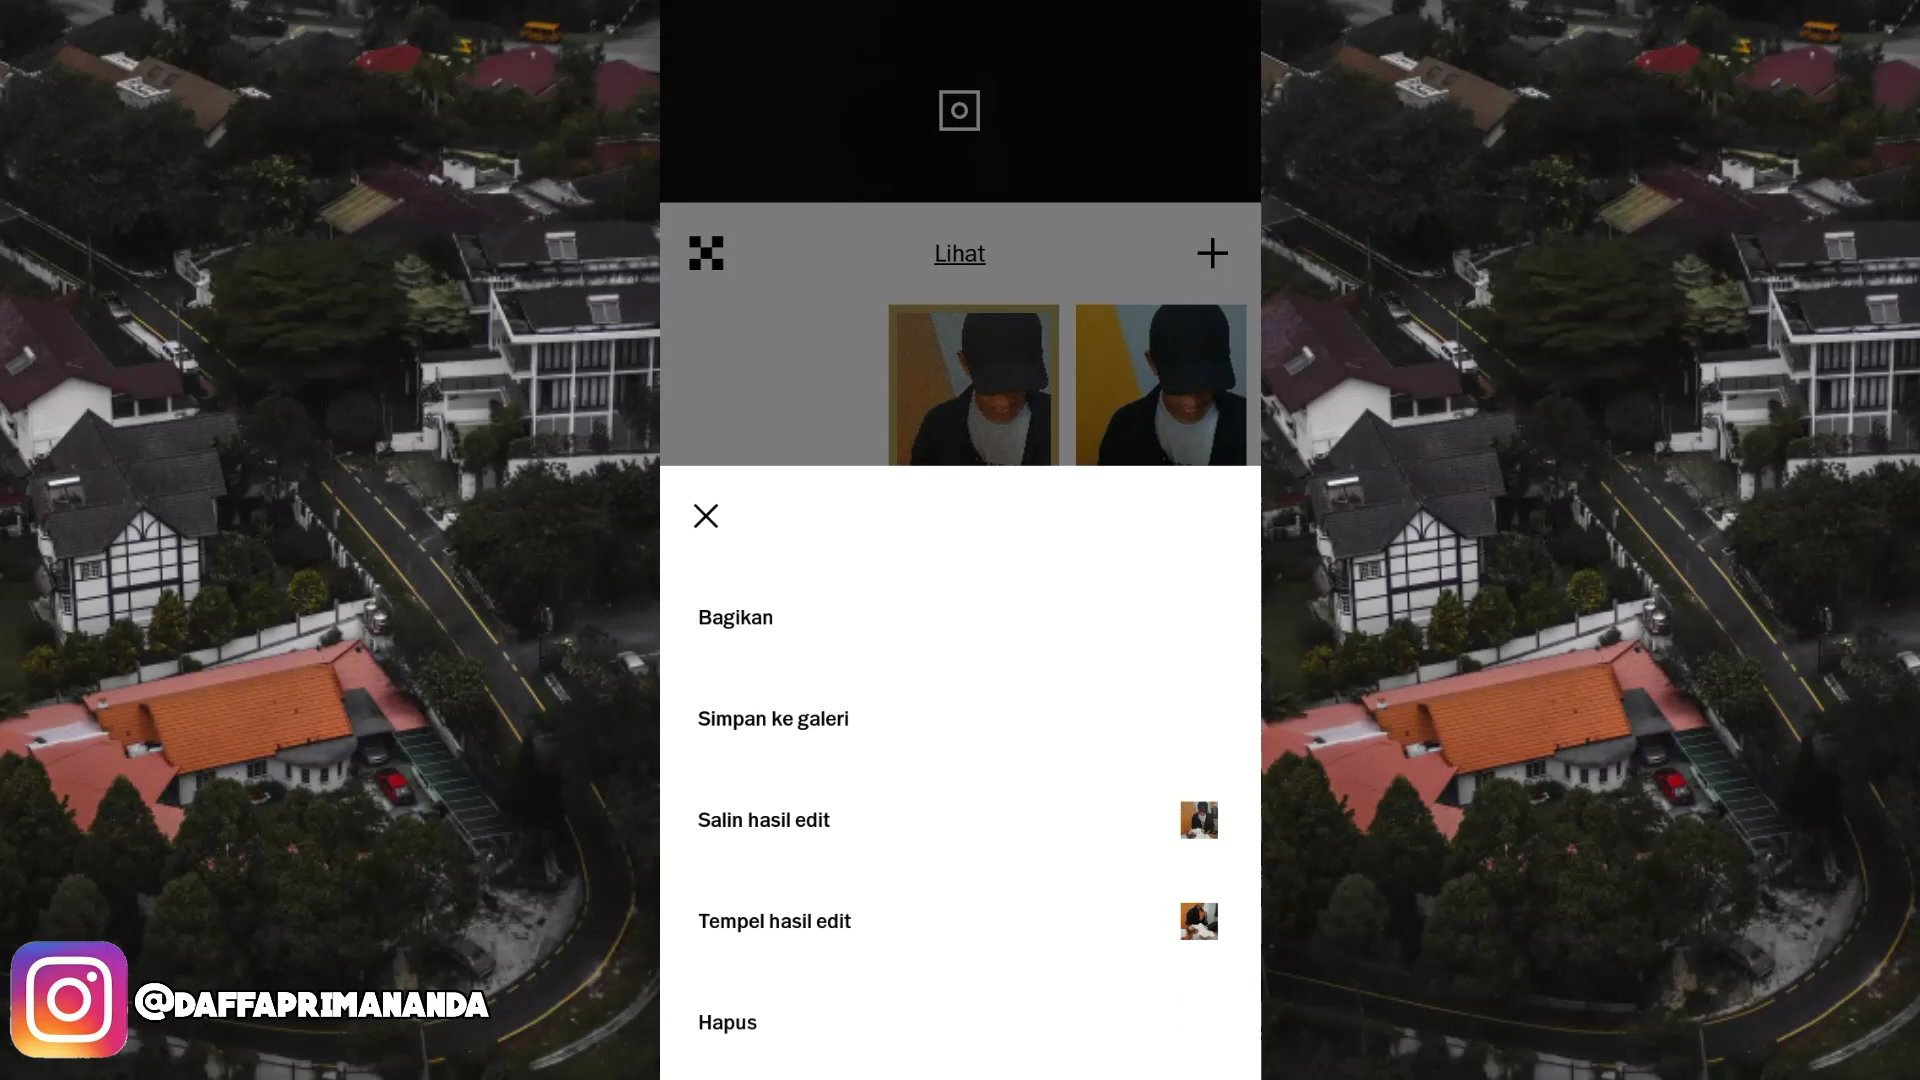 Lihat
Bagikan
Simpan ke galeri
Salin hasil edit
Tempel hasil edit
Hapus
@DAFFAPRIMANANDA